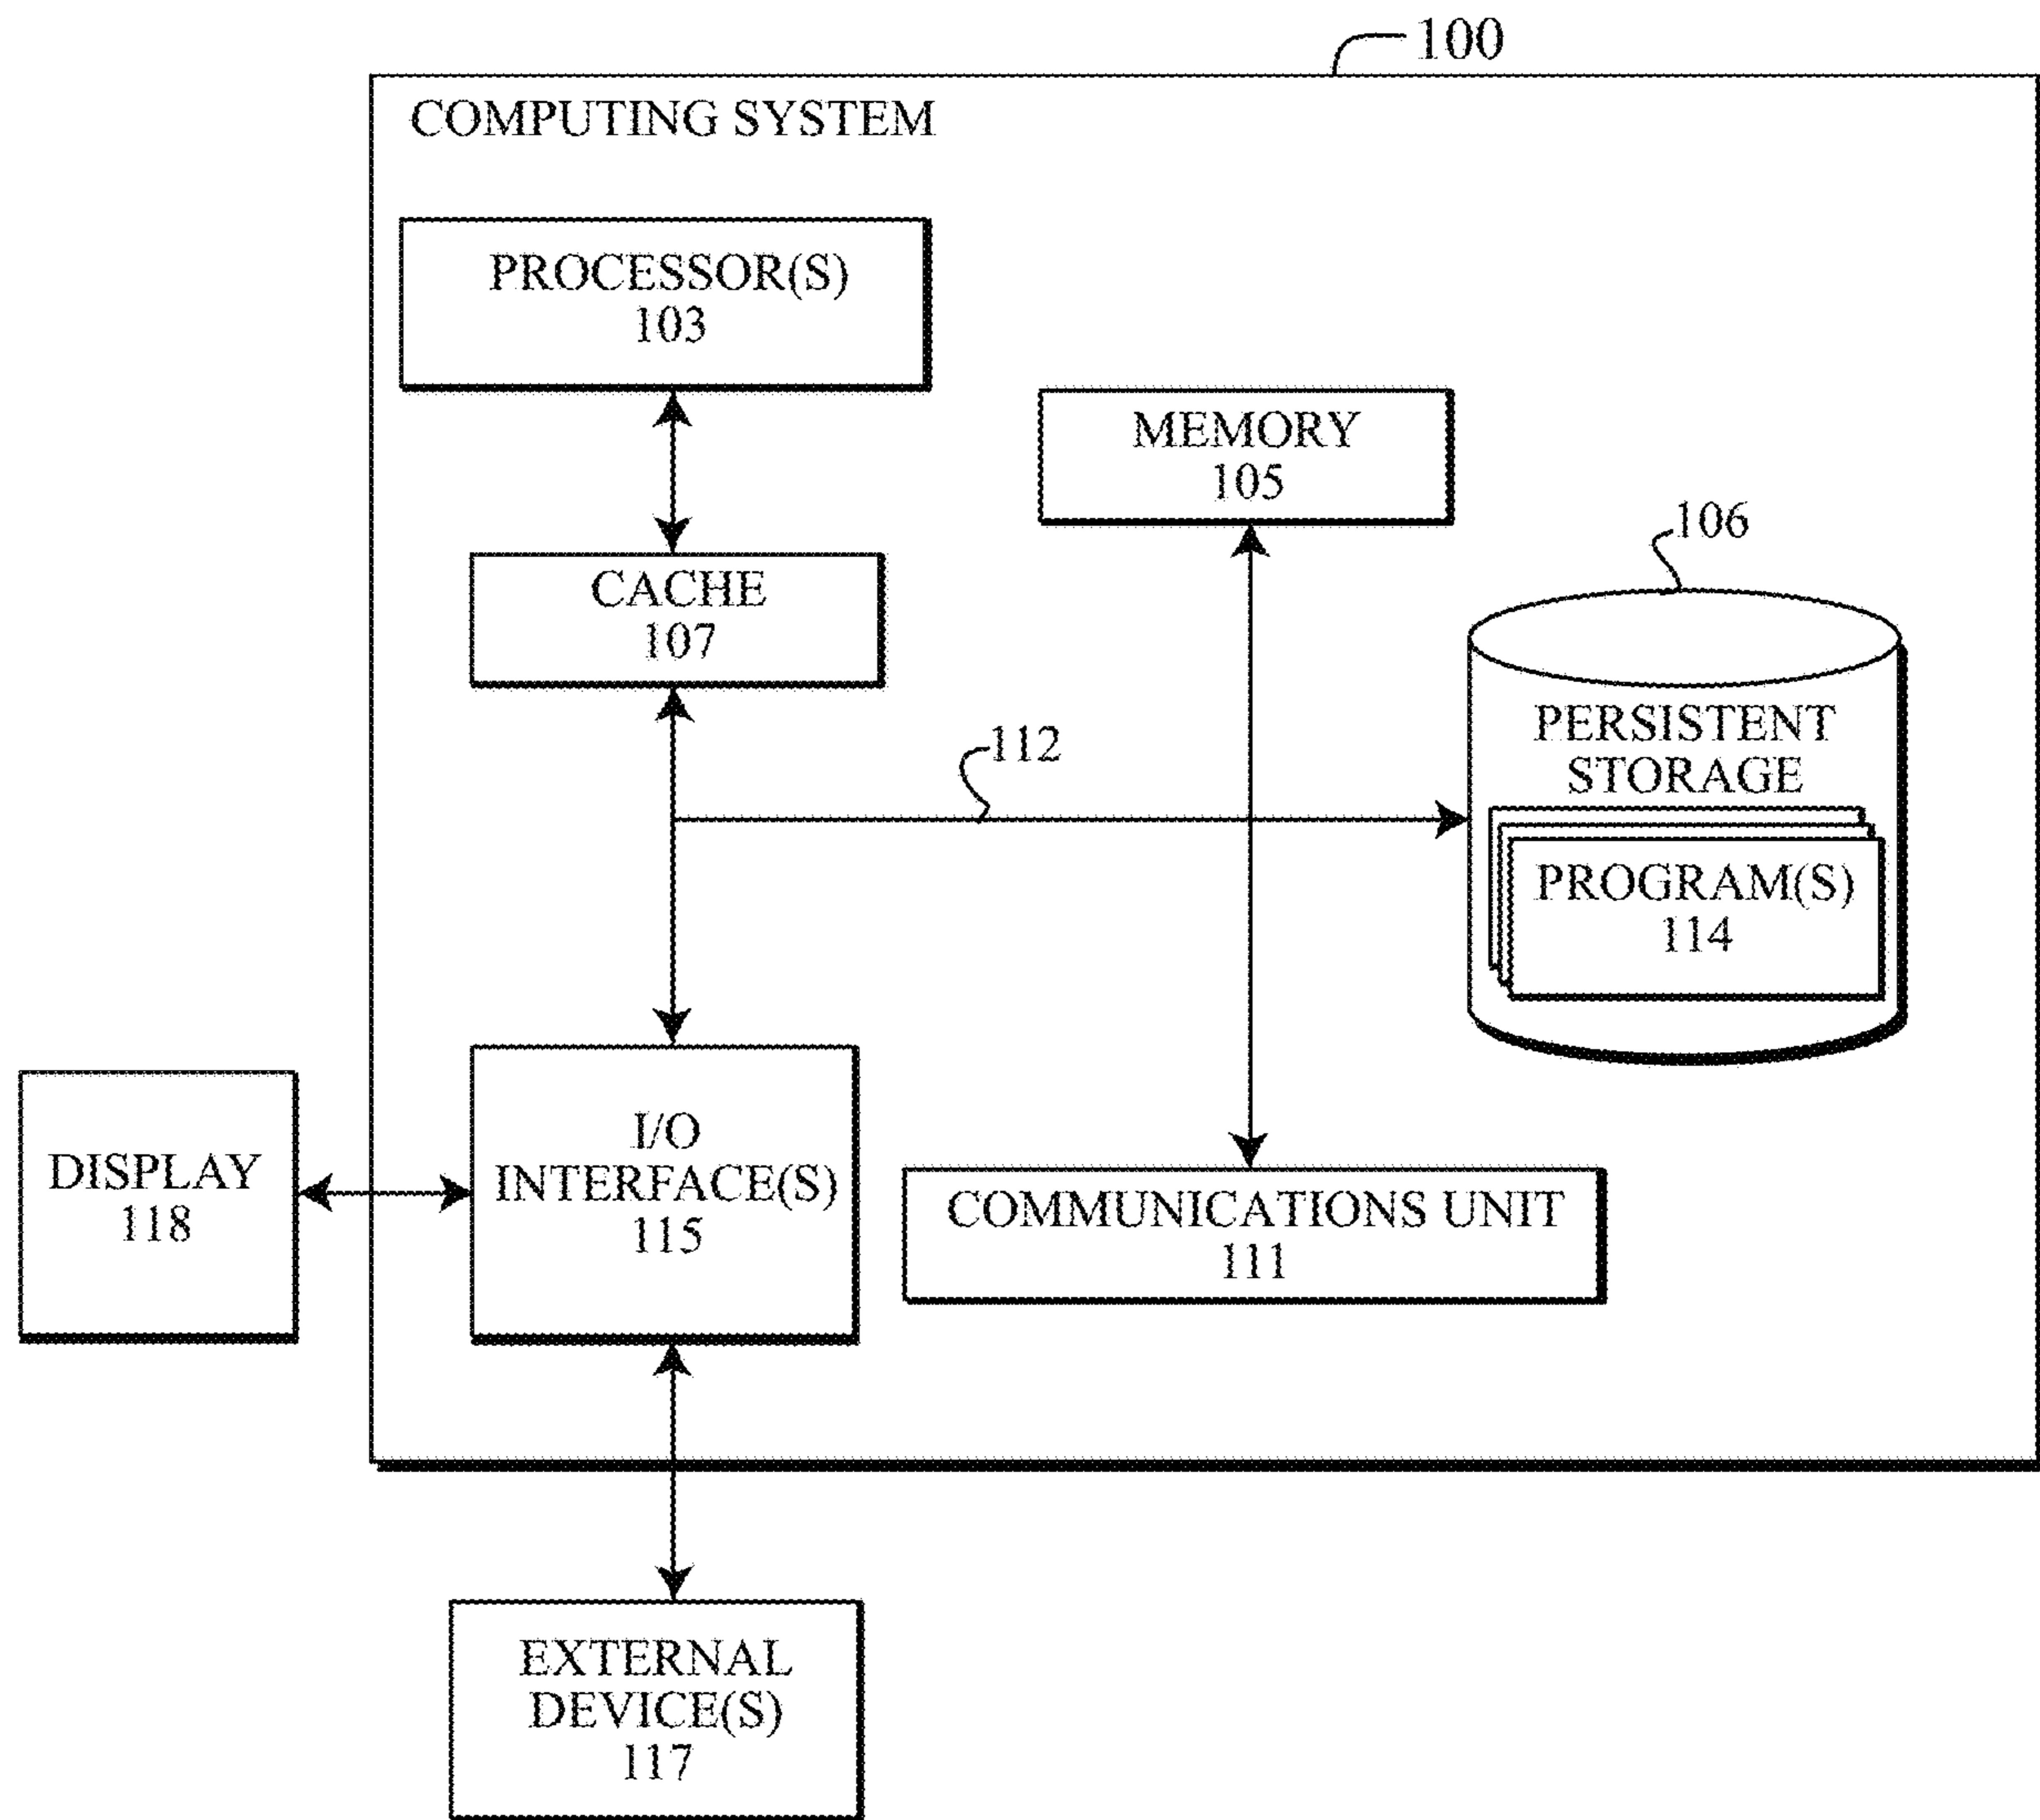 100
COMPUTING SYSTEM
PROCESSOR(S)
103
MEMORY
105
106
CACHE
107
PERSISTENT
STORAGE
112
PROGRAM(S)
114
I/O
INTERFACE(S)
115
DISPLAY
118
COMMUNICATIONS UNIT
111
EXTERNAL
DEVICE(S)
117